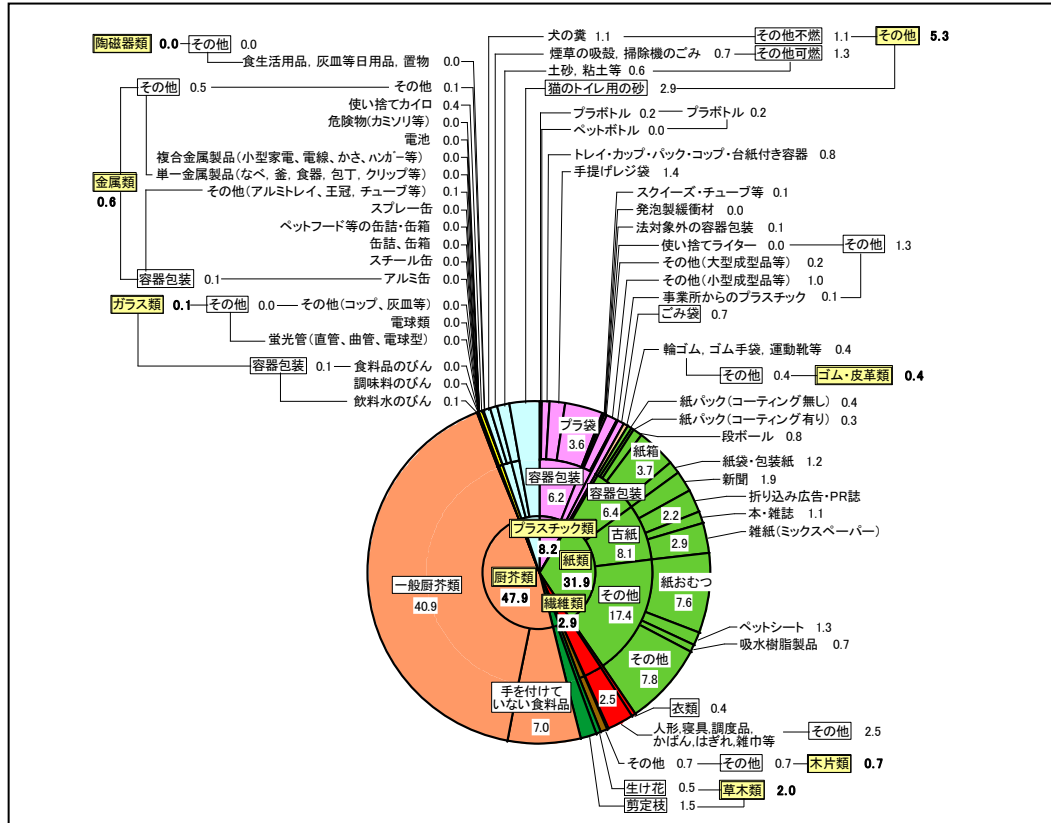 陶磁器類 0.0 その他 0.0
食生活用品, 灰皿等日用品, 置物 0.0
その他 0.5 その他 0.1
使い捨てカイロ 0.4
危険物(カミソリ等) 0.0
電池 0.0
複合金属製品(小型家電、電線、かさ、ハンガー等) 0.0
金属類 単一金属製品(なべ、釜、食器、包丁、クリップ等) 0.0
0.6 その他(アルミトレイ、王冠、チューブ等) 0.1
スプレー缶 0.0
ペットフード等の缶詰・缶箱 0.0
缶詰、缶箱 0.0
スチール缶 0.0
容器包装 0.1 アルミ缶 0.0
ガラス類 0.1 その他 0.0 その他(コップ、灰皿等) 0.0
電球類 0.0
蛍光管(直管、曲管、電球型) 0.0
容器包装 0.1 食料品のびん 0.0
調味料のびん 0.0
飲料水のびん 0.1
犬の糞 1.1 その他不燃 1.1 その他 5.3
煙草の吸殻, 掃除機のごみ 0.7 その他可燃 1.3
土砂, 粘土等 0.6
猫のトイレ用の砂 2.9
プラボトル 0.2 プラボトル 0.2
ペットボトル 0.0
トレイ・カップ・パック・コップ・台紙付き容器 0.8
手提げレジ袋 1.4
スクイーズ・チューブ等 0.1
発泡製緩衝材 0.0
法対象外の容器包装 0.1
使い捨てライター 0.0 その他 1.3
その他(大型成型品等) 0.2
その他(小型成型品等) 1.0
事業所からのプラスチック 0.1
ごみ袋 0.7
輪ゴム, ゴム手袋, 運動靴等 0.4
その他 0.4 ゴム・皮革類 0.4
紙パック(コーティング無し) 0.4
紙パック(コーティング有り) 0.3
段ボール 0.8
紙袋・包装紙 1.2
新聞 1.9
折り込み広告・PR誌
本・雑誌 1.1
雑紙(ミックスペーパー)
ペットシート 1.3
吸水樹脂製品 0.7
衣類 0.4
人形,寝具,調度品,
かばん,はぎれ,雑巾等 その他 2.5
その他 0.7 その他 0.7 木片類 0.7
生け花 0.5 草木類 2.0
剪定枝 1.5
プラ袋
3.6
容器包装
6.2
プラスチック類
8.2
紙箱
3.7
容器包装
6.4
2.2
古紙
8.1
2.9
紙類
31.9
紙おむつ
7.6
その他
17.4
その他
7.8
繊維類
2.9
2.5
厨芥類
47.9
一般厨芥類
40.9
手を付けて
いない食料品
7.0